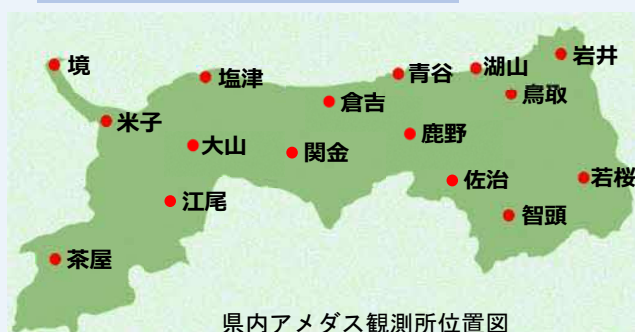 境
塩津
青谷
湖山
岩井
米子
倉吉
鳥取
大山
関金
鹿野
江尾
佐治
若桜
智頭
茶屋
県内アメダス観測所位置図